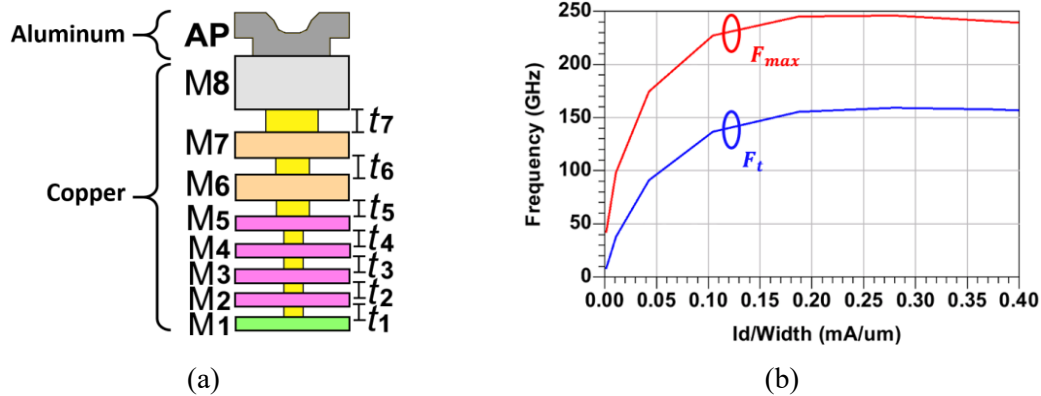 Aluminum
AP
M8
t7
M7
t6
Copper
M6
t5
M5
t4
M4
t3
M3
t2
M2
t1
M1
(a)
Frequency (GHz)
250
200
150
100
50
0
Fmax
Ft
0.00 0.05 0.10 0.15 0.20 0.25 0.30 0.35 0.40
Id/Width (mA/um)
(b)